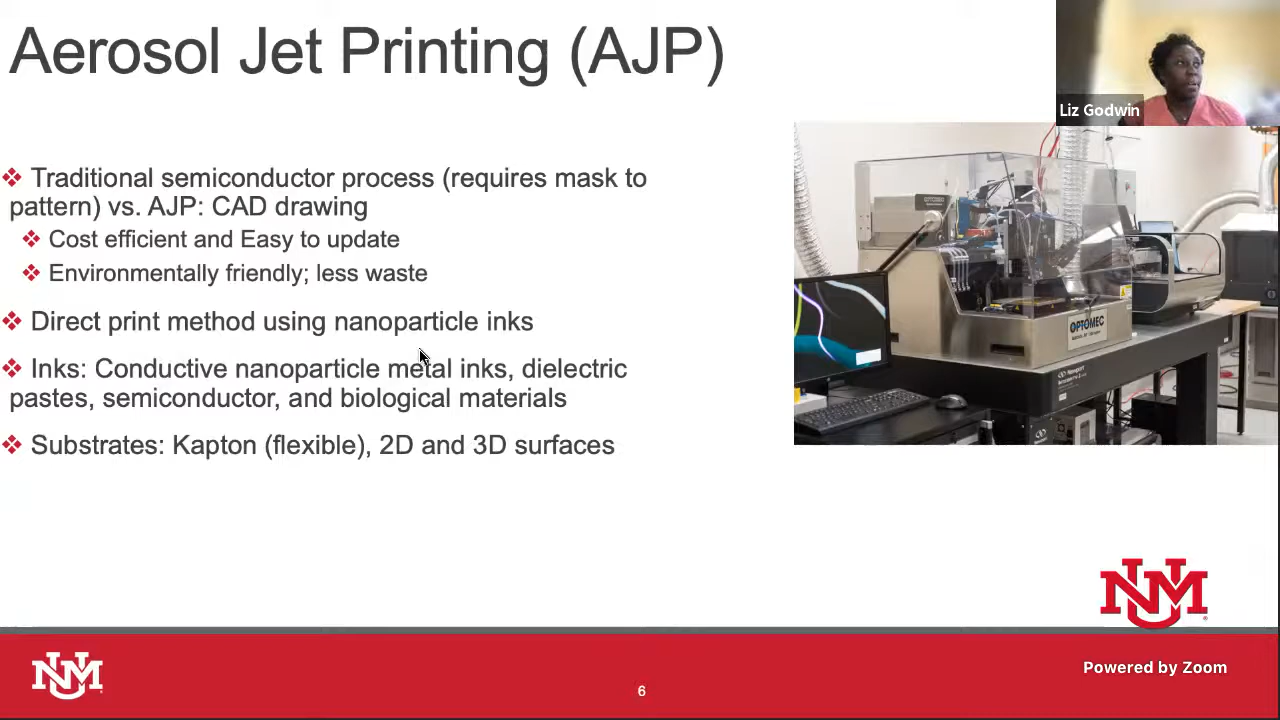 Aerosol Jet Printing (AJP)
Liz Godwin
❖ Traditional semiconductor process (requires mask to
pattern) vs. AJP: CAD drawing
❖ Cost efficient and Easy to update
❖ Environmentally friendly; less waste
❖ Direct print method using nanoparticle inks
❖ Inks: Conductive nanoparticle metal inks, dielectric
pastes, semiconductor, and biological materials
❖ Substrates: Kapton (flexible), 2D and 3D surfaces
OPTOMEC
UNM
UNM
6
Powered by Zoom